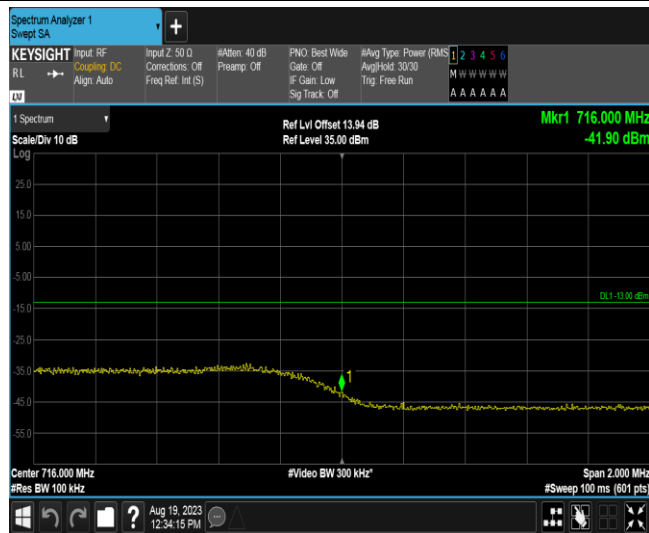 Spectrum Analyzer 1
Swept SA
+
KEYSIGHT
RL
LXI
Input: RF
Coupling: DC
Align: Auto
Input Z: 50 Ω
Corrections: Off
Freq Ref: Int (S)
#Atten: 40 dB
Preamp: Off
PNO: Best Wide
Gate: Off
IF Gain: Low
Sig Track: Off
#Avg Type: Power (RMS
Avg|Hold: 30/30
Trig: Free Run
1 2 3 4 5 6
M W W W W W
A A A A A A
1 Spectrum
Scale/Div 10 dB
Log
Ref Lvl Offset 13.94 dB
Ref Level 35.00 dBm
Mkr1 716.000 MHz
-41.90 dBm
25.0
15.0
5.00
-5.00
DL1 -13.00 dBm
-15.0
-25.0
-35.0
1
-45.0
-55.0
Center 716.000 MHz
#Res BW 100 kHz
#Video BW 300 kHz*
Span 2.000 MHz
#Sweep 100 ms (601 pts)
?
Aug 19, 2023
12:34:15 PM